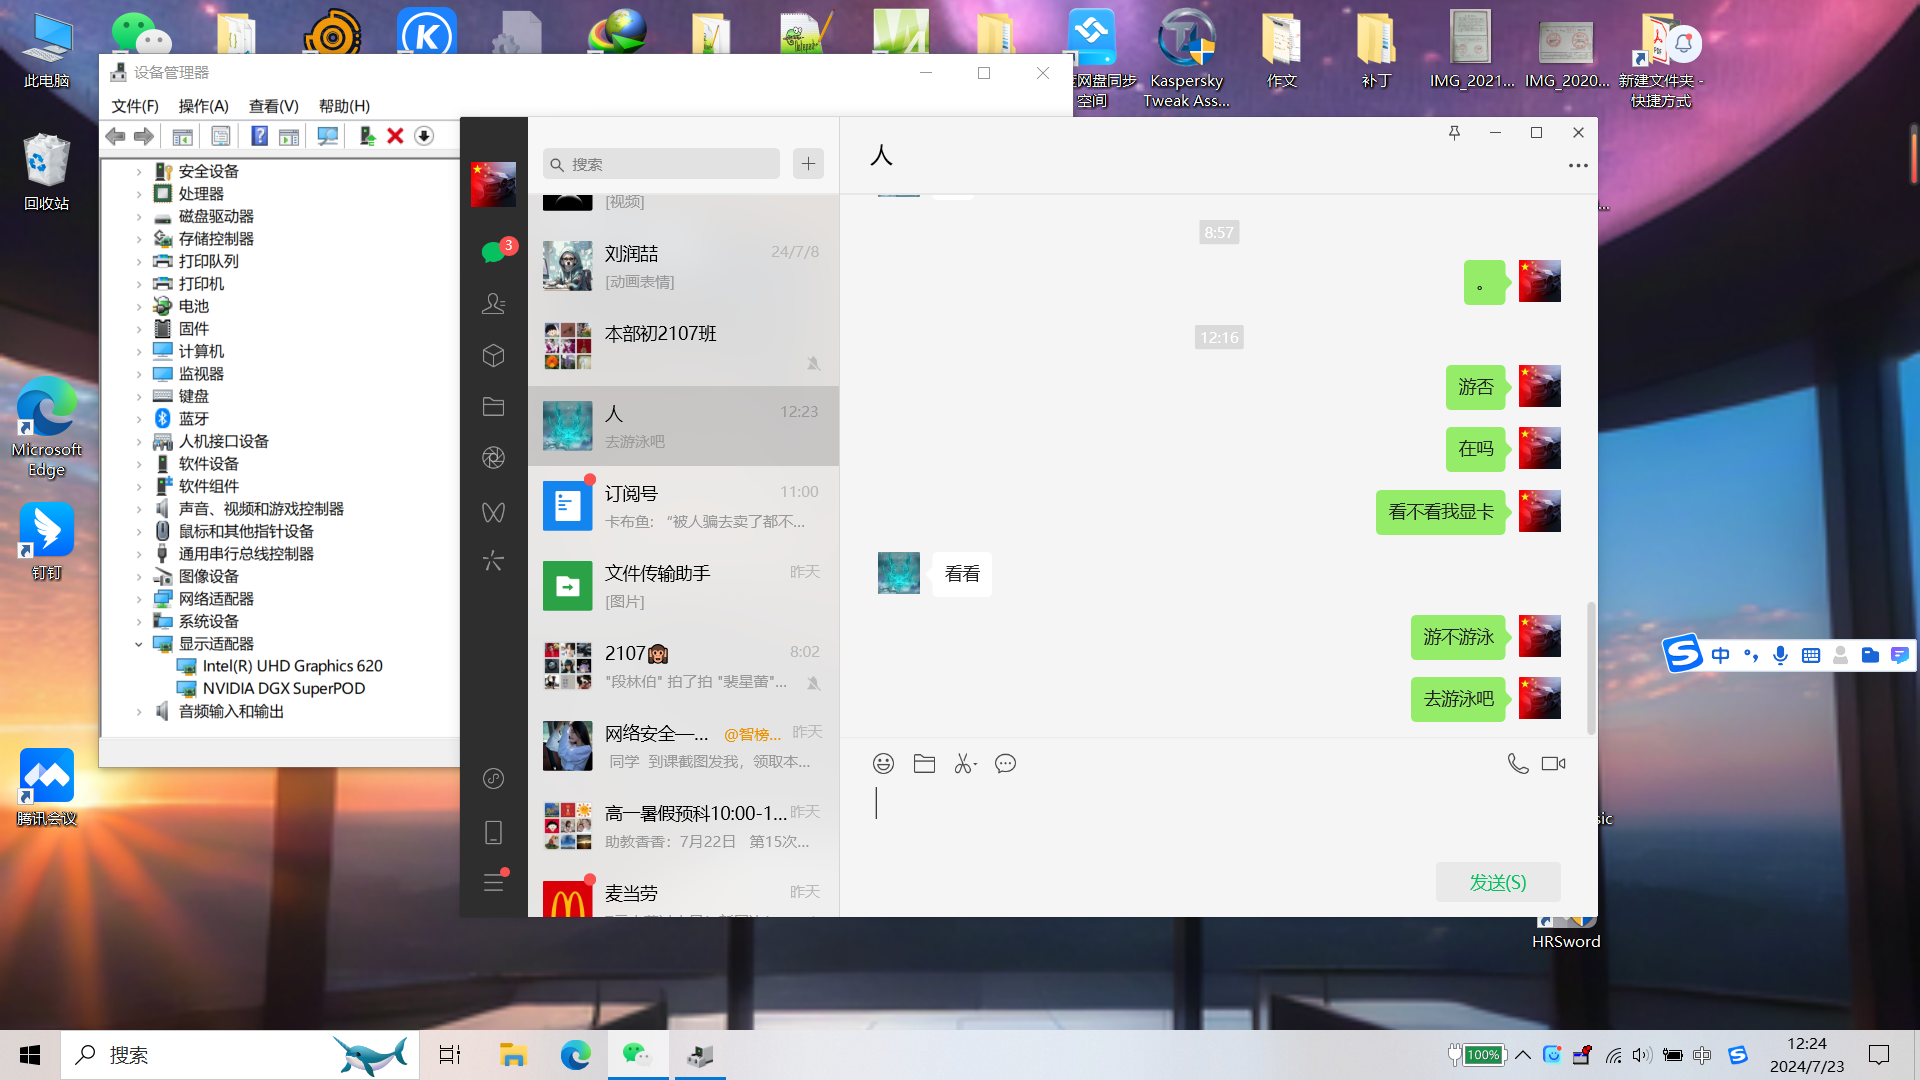 此电脑
回收站
Microsoft
Edge
钉钉
腾讯会议
空间
Kaspersky
Tweak Ass...
作文
补丁
IMG_2021...
IMG_2020...
新建文件夹 -
快捷方式
HRSword
设备管理器
文件(F)
操作(A)
查看(V)
帮助(H)
安全设备
处理器
磁盘驱动器
存储控制器
打印队列
打印机
电池
固件
计算机
监视器
键盘
蓝牙
人机接口设备
软件设备
软件组件
声音、视频和游戏控制器
鼠标和其他指针设备
通用串行总线控制器
图像设备
网络适配器
系统设备
显示适配器
Intel(R) UHD Graphics 620
NVIDIA DGX SuperPOD
音频输入和输出
3
搜索
[视频]
刘润喆
24/7/8
[动画表情]
本部初2107班
人
12:23
去游泳吧
订阅号
11:00
卡布鱼: “被人骗去卖了都不...
文件传输助手
昨天
[图片]
2107🙉
8:02
"段林伯" 拍了拍 "裴星蕾"...
网络安全—...
@智榜...
昨天
同学 到课截图发我，领取本...
高一暑假预科10:00-1...
昨天
助教香香: 7月22日 第15次...
麦当劳
昨天
人
8:57
。
12:16
游否
在吗
看不看我显卡
看看
游不游泳
去游泳吧
发送(S)
中
搜索
100%
中
12:24
2024/7/23